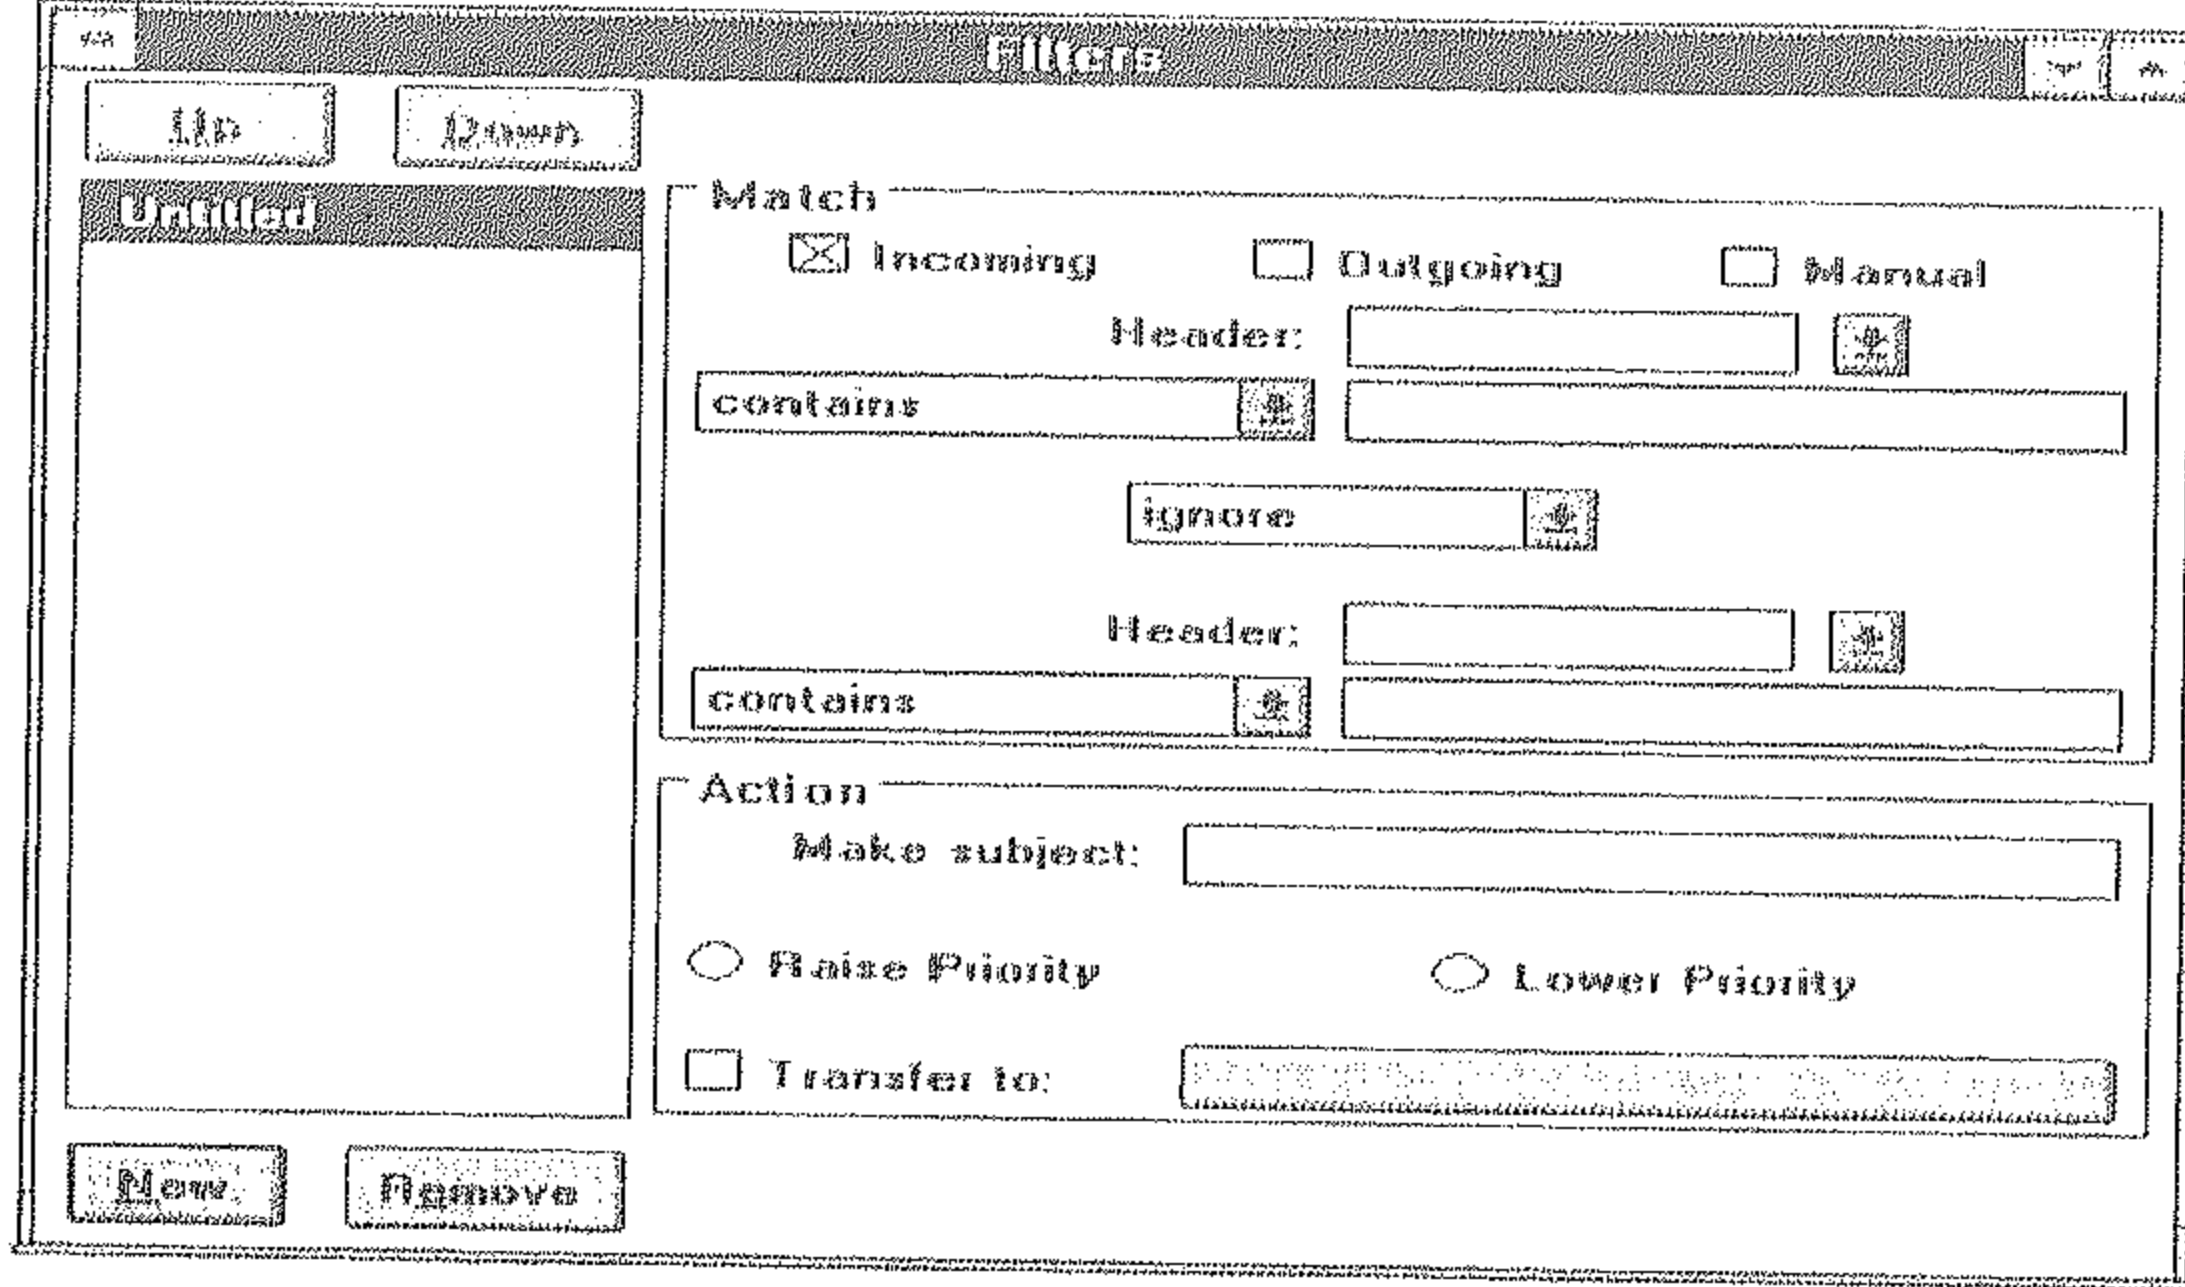 Filters
Up Down
Untitled
Match
Incoming Outgoing Manual
Header:
contains
ignore
Header:
contains
Action
Make subject:
Raise Priority Lower Priority
Transfer to:
New Remove